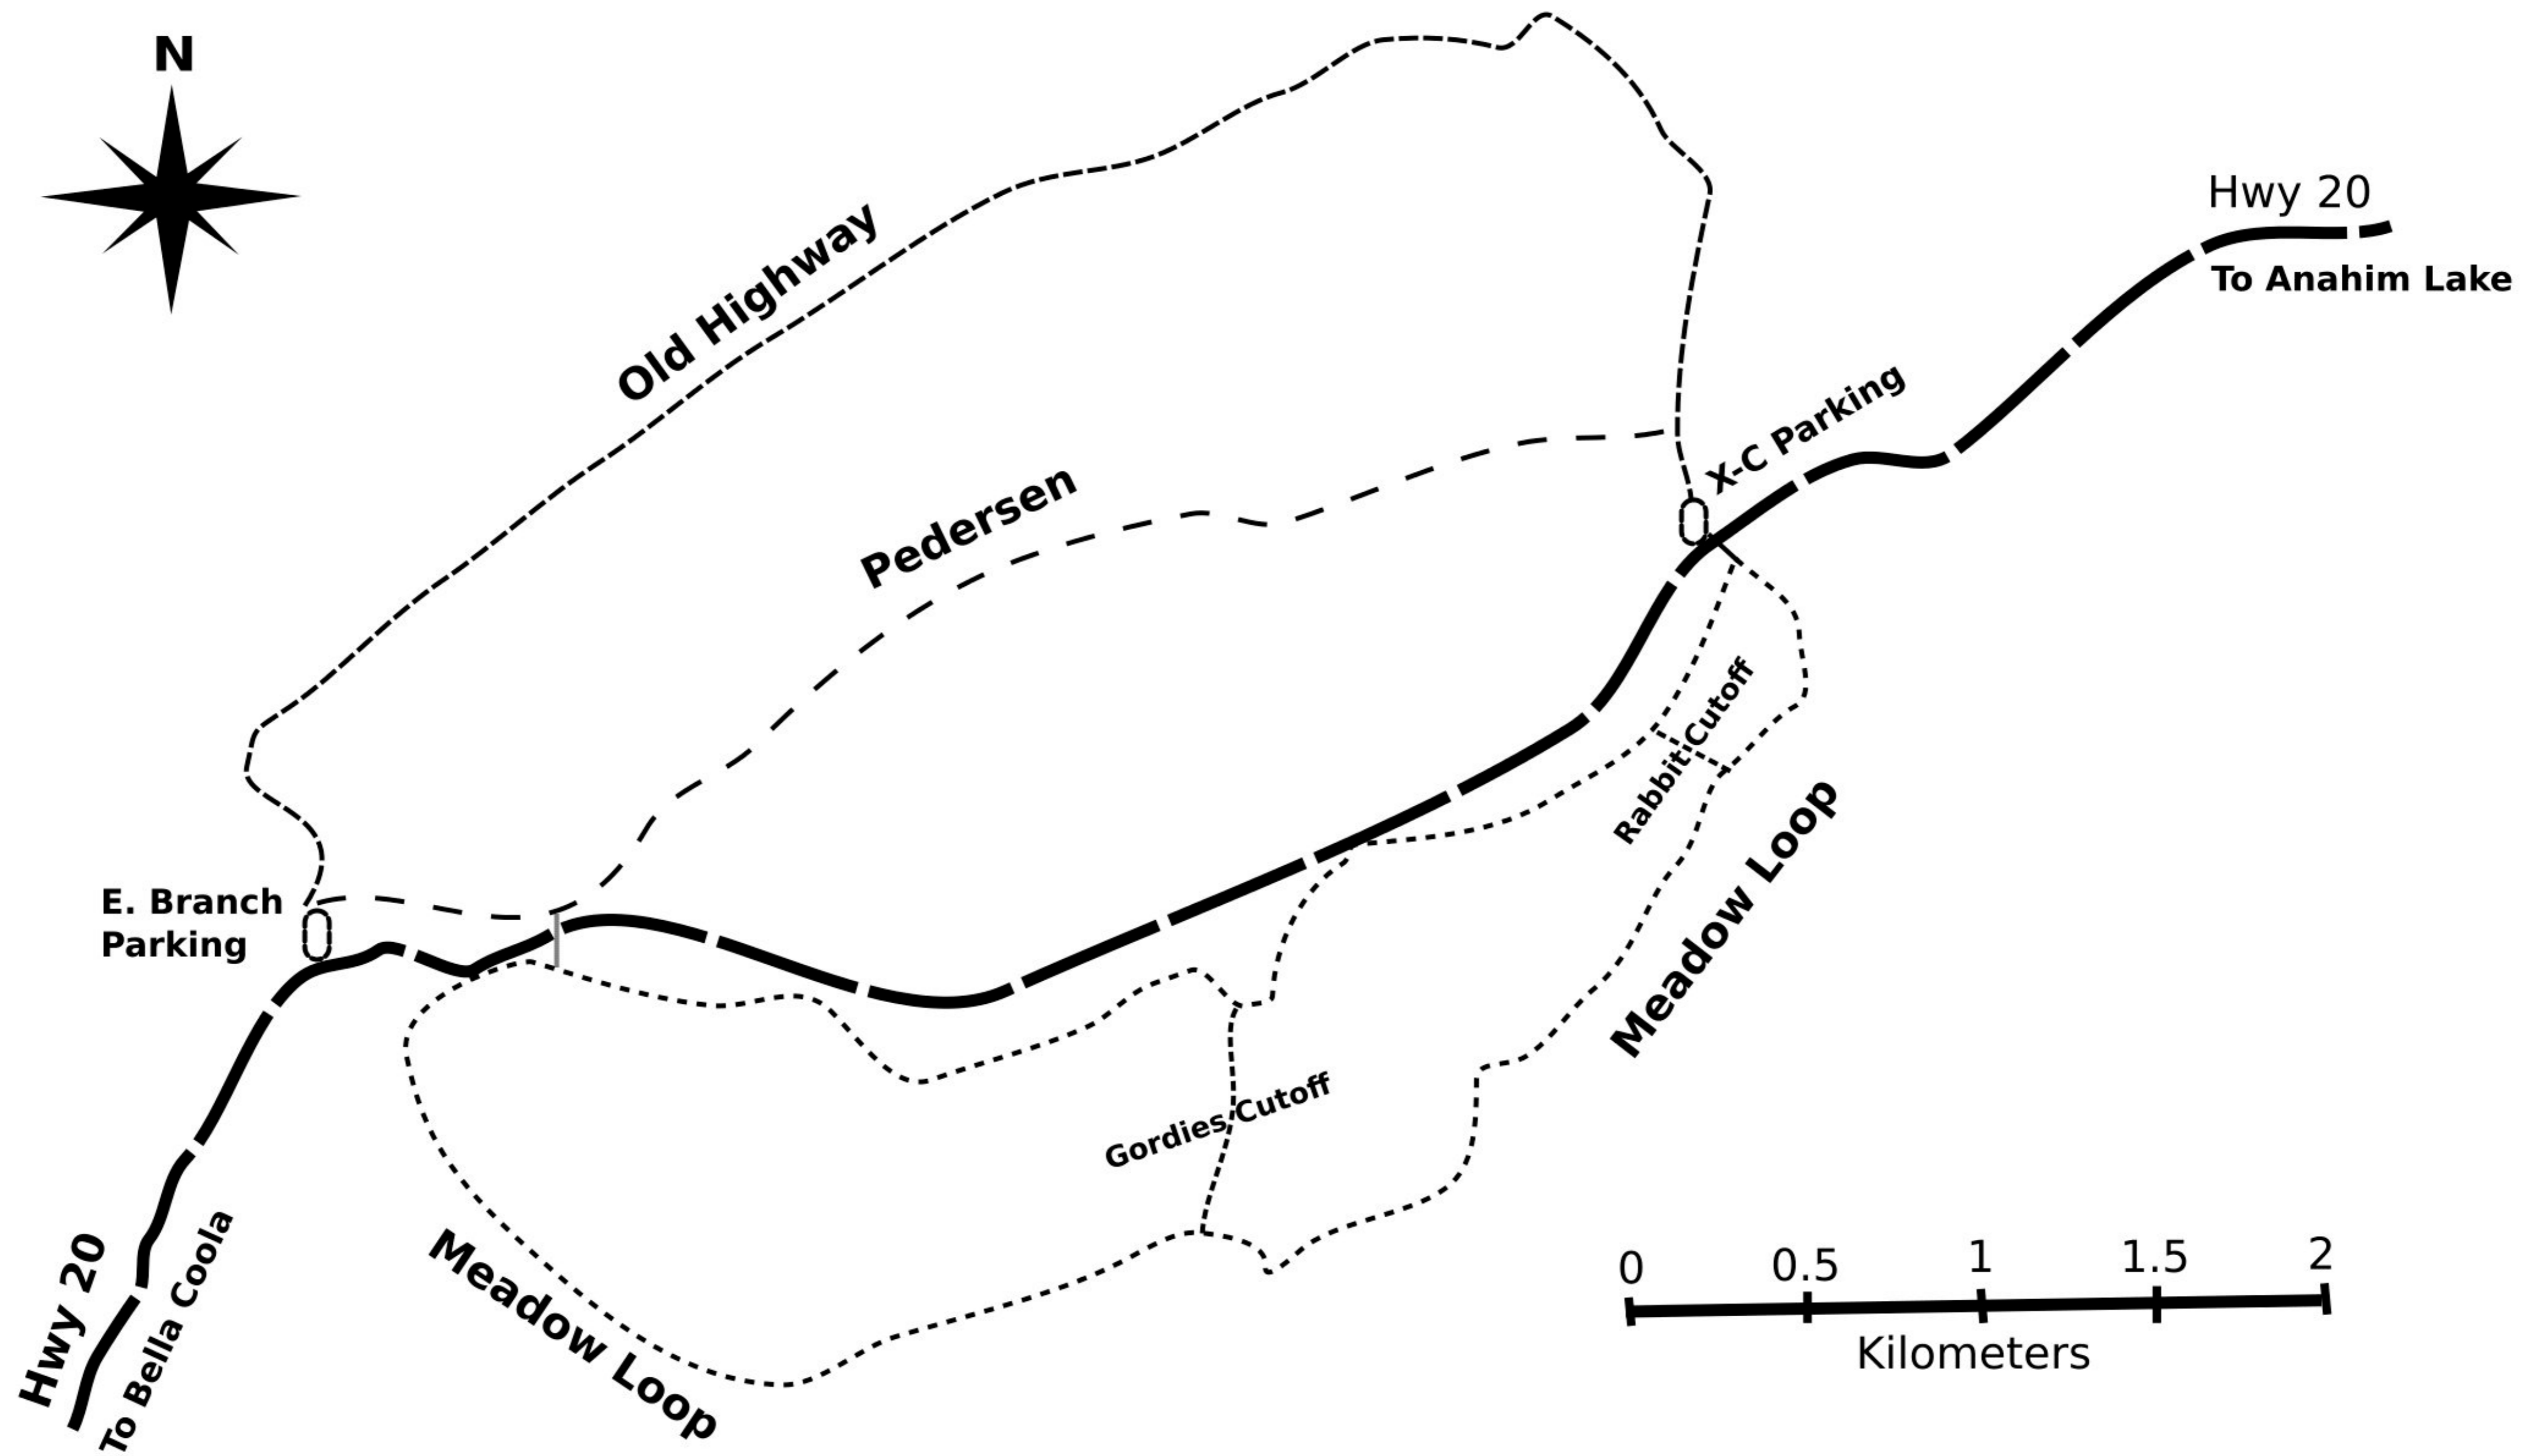 N
Hwy 20
To Anahim Lake
Old Highway
X-C Parking
Pedersen
Rabbit Cutoff
Meadow Loop
E. Branch
Parking
Gordies Cutoff
Meadow Loop
Hwy 20
To Bella Coola
0 0.5 1 1.5 2
Kilometers